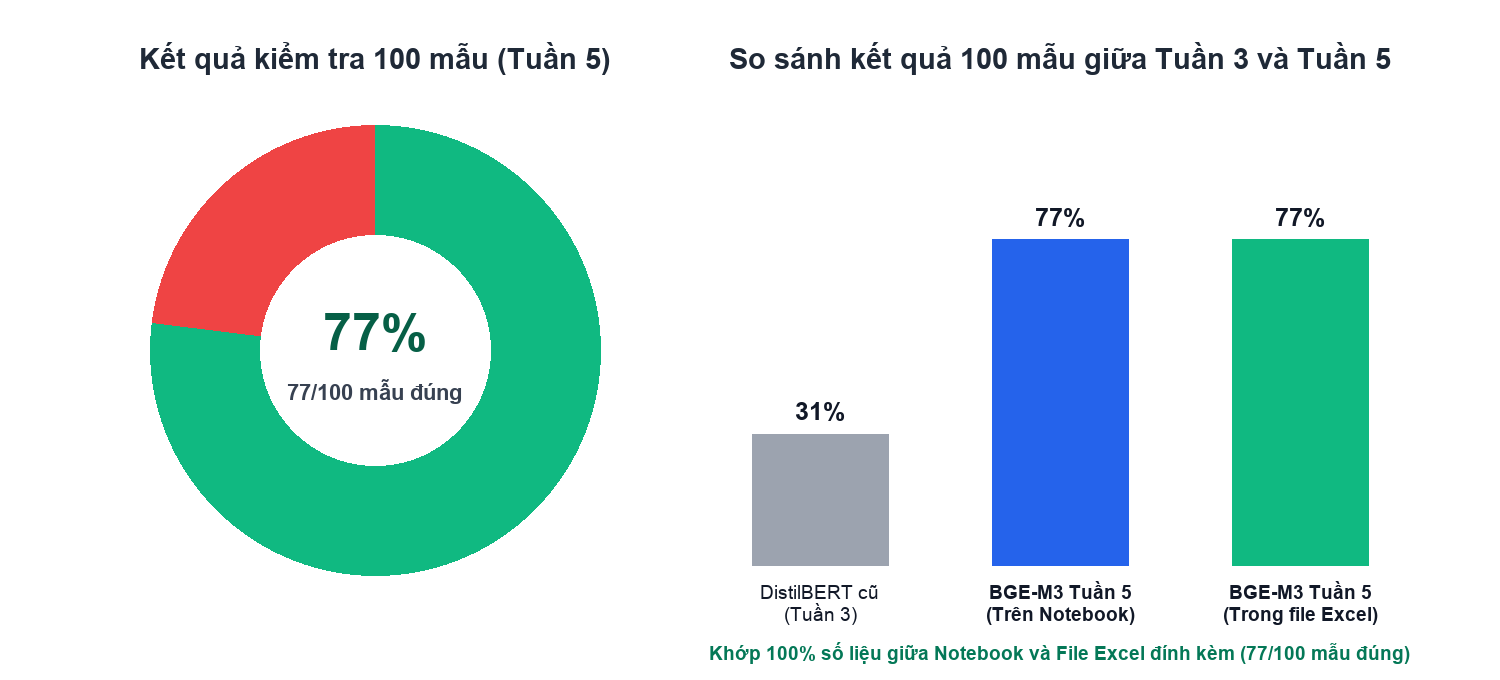 Kết quả kiểm tra 100 mẫu (Tuần 5)
77%
77/100 mẫu đúng
So sánh kết quả 100 mẫu giữa Tuần 3 và Tuần 5
31%
77%
77%
DistilBERT cũ
(Tuần 3)
BGE-M3 Tuần 5
(Trên Notebook)
BGE-M3 Tuần 5
(Trong file Excel)
Khớp 100% số liệu giữa Notebook và File Excel đính kèm (77/100 mẫu đúng)